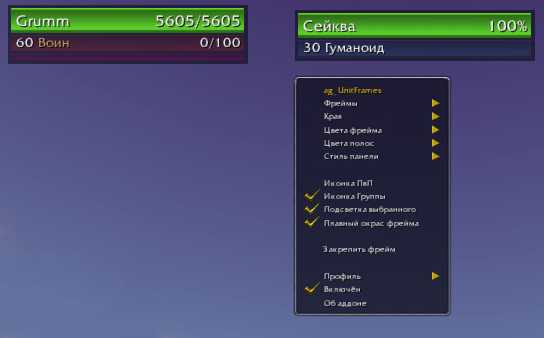 Grumm 5605/5605
60 Воин 0/100
Сейква 100%
30 Гуманоид
ag_UnitFrames
Фреймы
Края
Цвета фрейма
Цвета полос
Стиль панели
Иконка ПвП
Иконка Группы
Подсветка выбранного
Плавный окрас фрейма
Закрепить фрейм
Профиль
Включён
Об аддоне